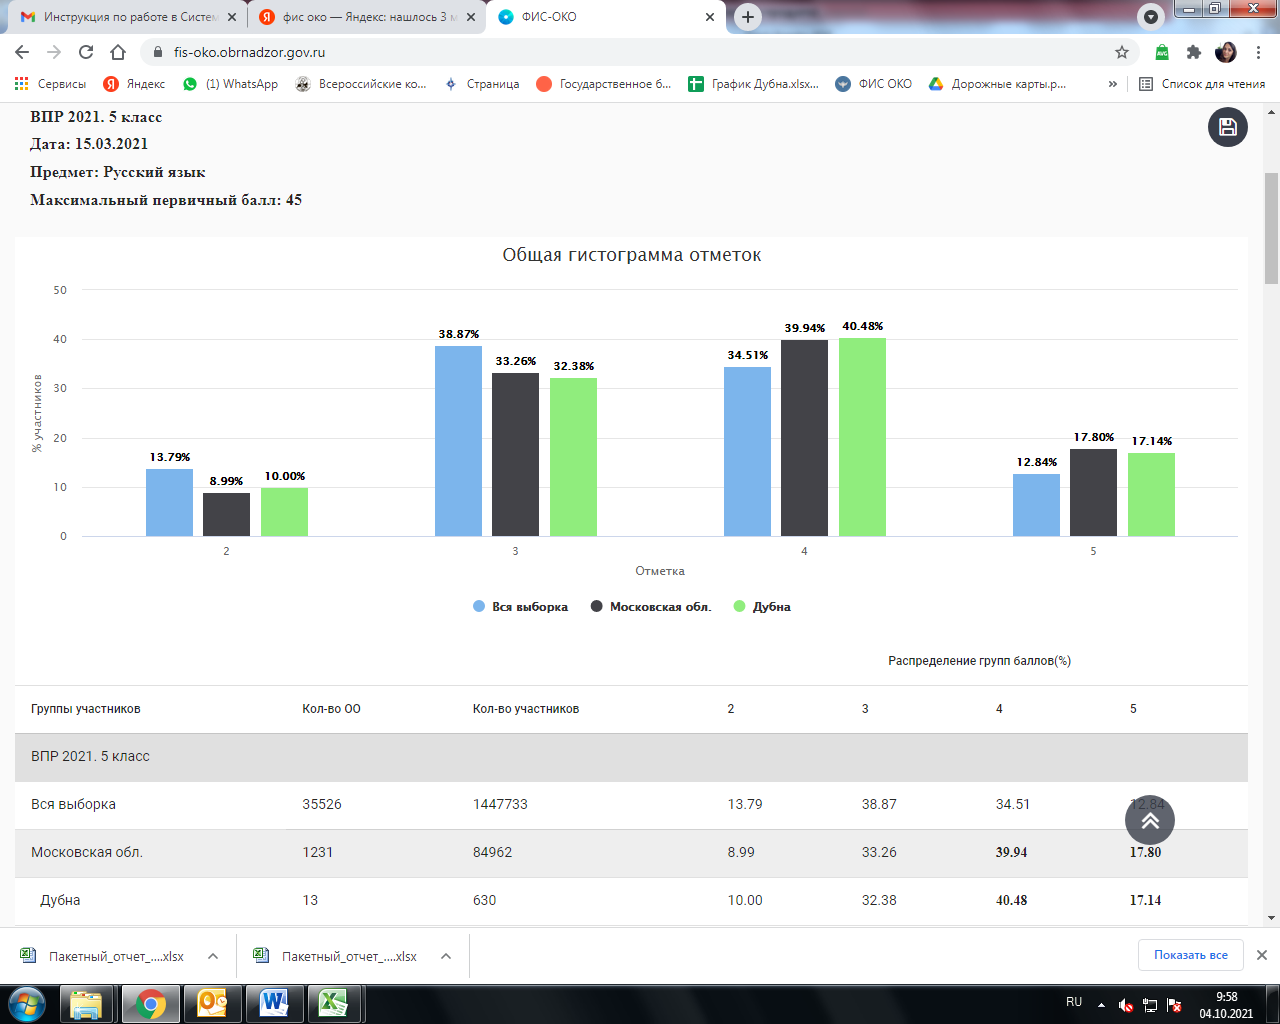 Инструкция по работе в Систем
фис око — Яндекс: нашлось 3 м
ФИС-ОКО
fis-oko.obrnadzor.gov.ru
Сервисы
Яндекс
(1) WhatsApp
Всероссийские ко...
Страница
Государственное б...
График Дубна.xlsx...
ФИС ОКО
Дорожные карты.р...
»
Список для чтения
ВПР 2021. 5 класс
Дата: 15.03.2021
Предмет: Русский язык
Максимальный первичный балл: 45
Общая гистограмма отметок
% участников
50
40
30
20
10
0
13.79%
8.99%
10.00%
38.87%
33.26%
32.38%
34.51%
39.94%
40.48%
12.84%
17.80%
17.14%
2 3 4 5
Отметка
Вся выборка Московская обл. Дубна
Распределение групп баллов(%)
Группы участников Кол-во ОО Кол-во участников 2 3 4 5
ВПР 2021. 5 класс
Вся выборка 35526 1447733 13.79 38.87 34.51 12.84
Московская обл. 1231 84962 8.99 33.26 39.94 17.80
Дубна 13 630 10.00 32.38 40.48 17.14
Пакетный_отчет_....xlsx
Пакетный_отчет_....xlsx
Показать все
RU
9:58
04.10.2021